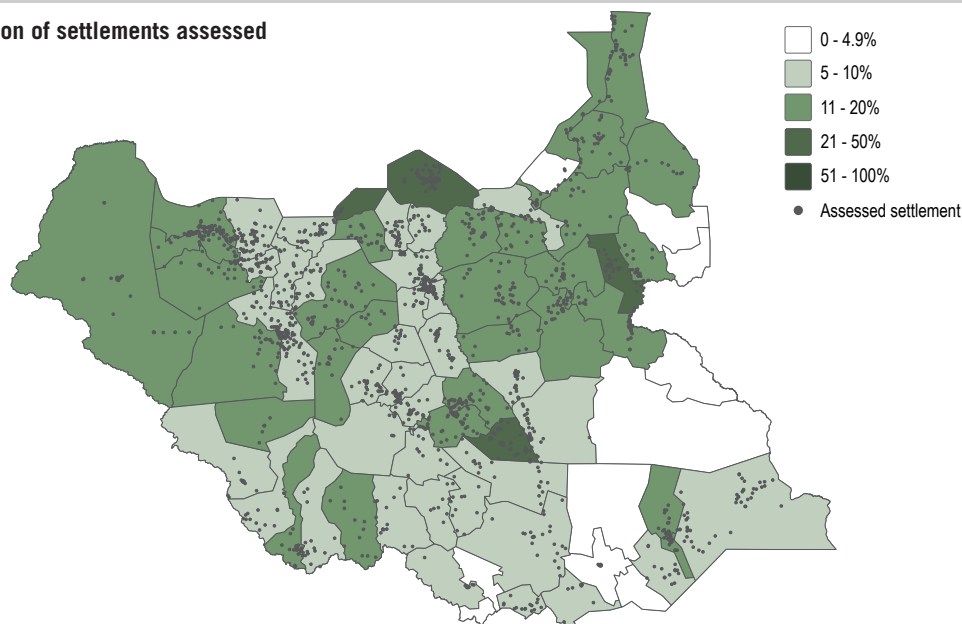 on of settlements assessed
0 - 4.9%
5 - 10%
11 - 20%
21 - 50%
51 - 100%
Assessed settlement